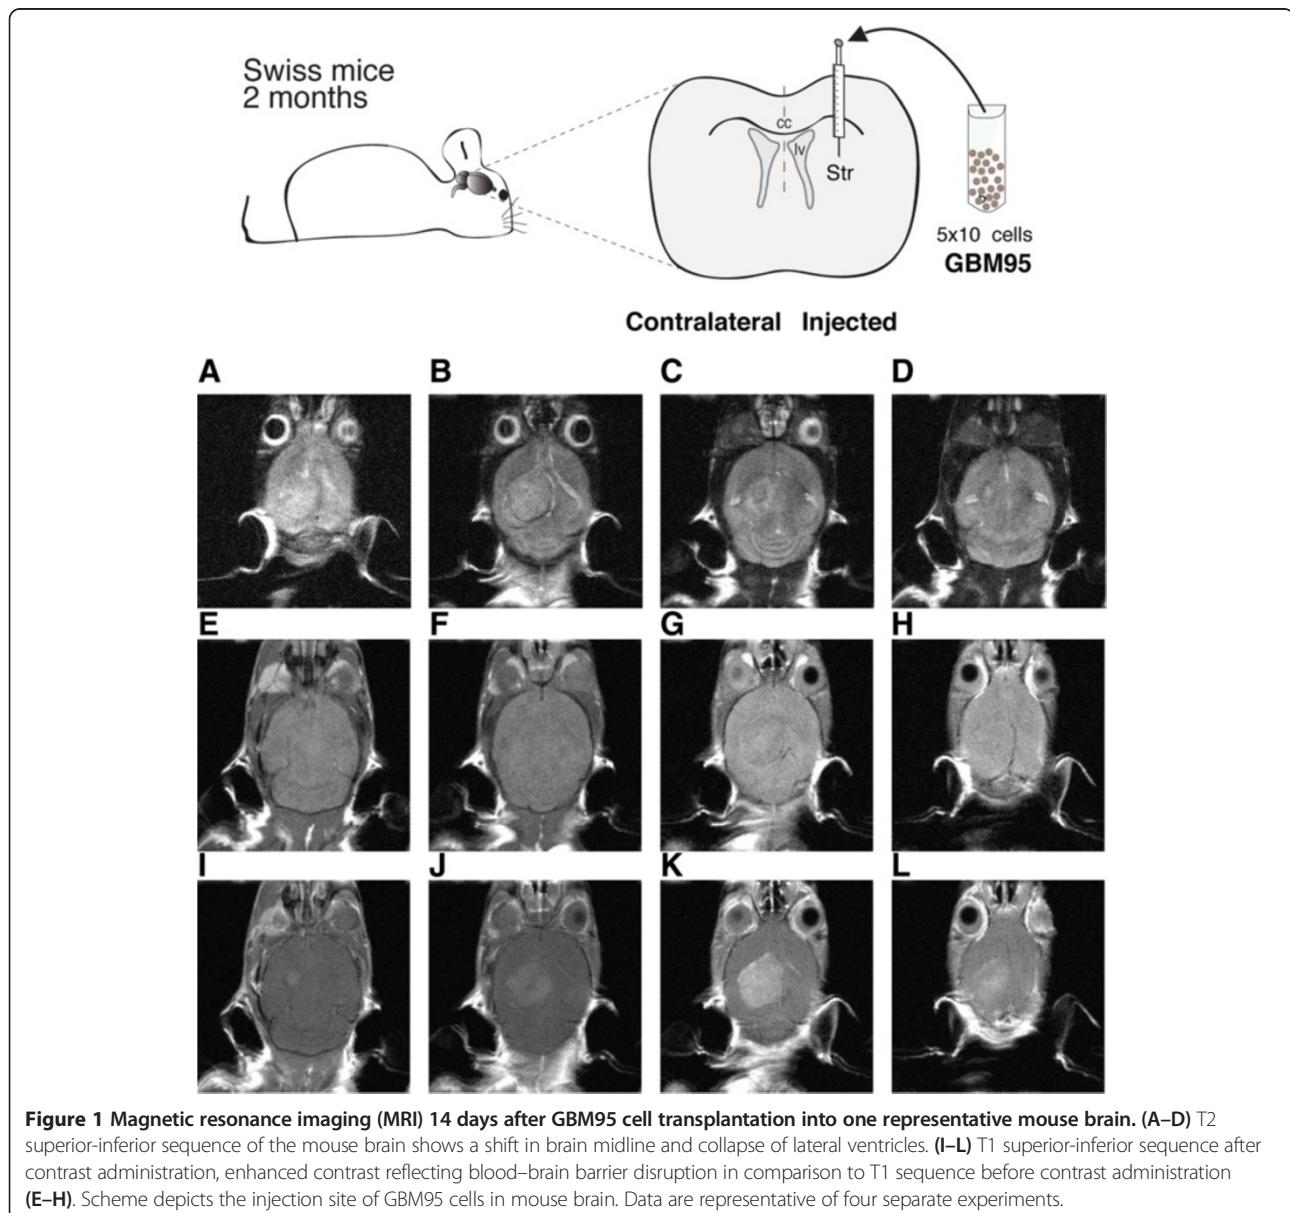 Swiss mice
2 months
cc
lv
Str
5
5x10 cells
GBM95
Contralateral Injected
A B C D
E F G H
I J K L
Figure 1 Magnetic resonance imaging (MRI) 14 days after GBM95 cell transplantation into one representative mouse brain. (A–D) T2
superior-inferior sequence of the mouse brain shows a shift in brain midline and collapse of lateral ventricles. (I–L) T1 superior-inferior sequence after
contrast administration, enhanced contrast reflecting blood–brain barrier disruption in comparison to T1 sequence before contrast administration
(E–H). Scheme depicts the injection site of GBM95 cells in mouse brain. Data are representative of four separate experiments.